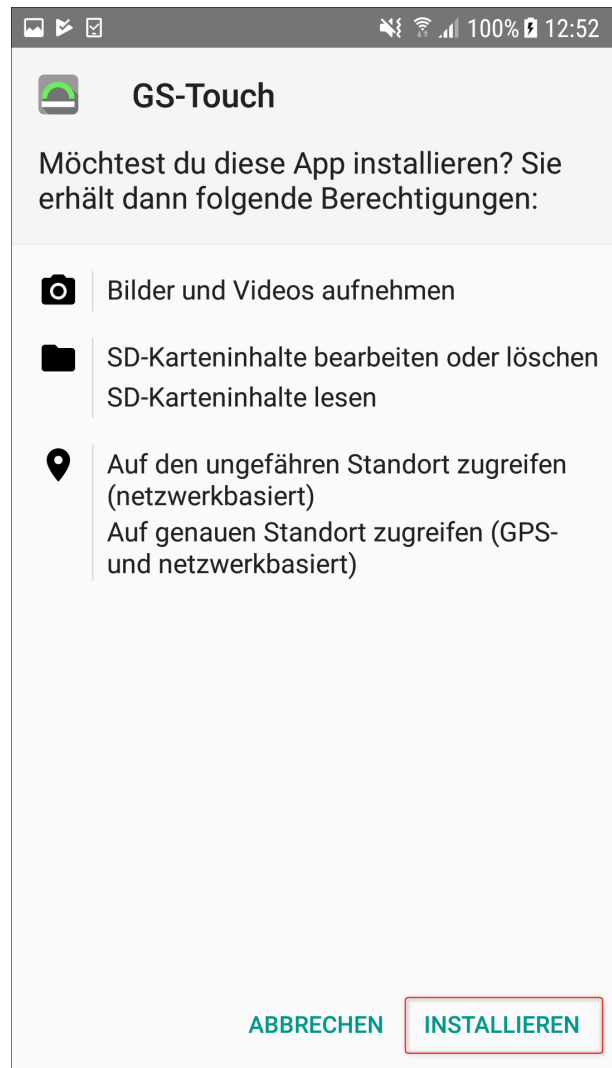 100% 12:52
GS-Touch
Möchtest du diese App installieren? Sie
erhält dann folgende Berechtigungen:
Bilder und Videos aufnehmen
SD-Karteninhalte bearbeiten oder löschen
SD-Karteninhalte lesen
Auf den ungefähren Standort zugreifen
(netzwerkbasiert)
Auf genauen Standort zugreifen (GPS-
und netzwerkbasiert)
ABBRECHEN INSTALLIEREN